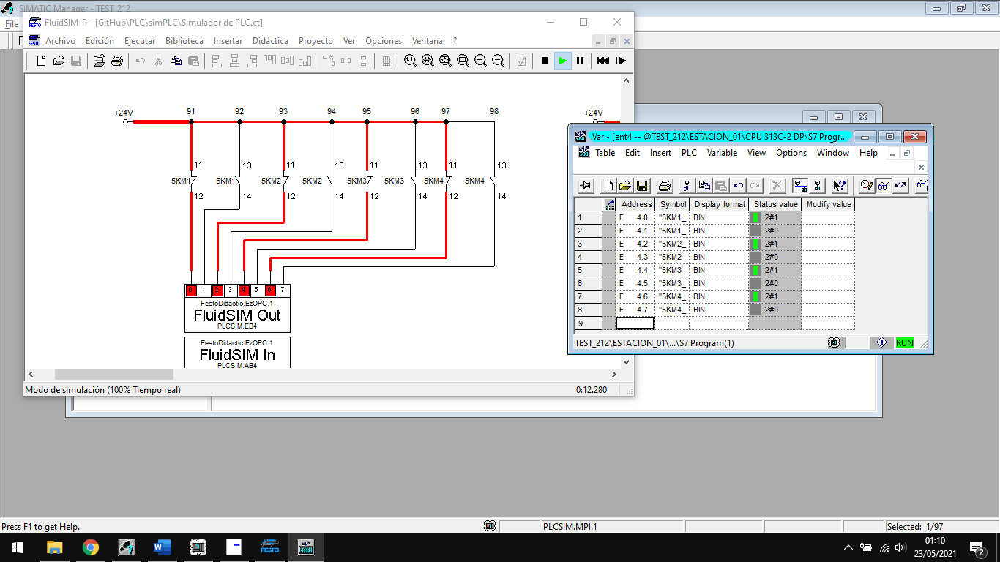 SIMATIC Manager - TEST 212
File
FluidSIM-P - [GitHub\PLC\simPLC\Simulador de PLC.ct]
FESTO
Archivo Edición Ejecutar Biblioteca Insertar Didáctica Proyecto Ver Opciones Ventana ?
1:1
+24V 91 92 93 94 95 96 97 98 +24V
11 13 11 13 11 13 11 13
5KM1 5KM1 5KM2 5KM2 5KM3 5KM3 5KM4 5KM4
12 14 12 14 12 14 12 14
0 1 2 3 4 5 6 7
FestoDidactic.EzOPC.1
FluidSIM Out
PLCSIM.EB4
FestoDidactic.EzOPC.1
FluidSIM In
PLCSIM.AB4
Modo de simulación (100% Tiempo real) 0:12.280
Var - [ent4 -- @TEST_212\ESTACION_01\CPU 313C-2 DP\S7 Progr...
Table Edit Insert PLC Variable View Options Window Help
Address Symbol Display format Status value Modify value
1 E 4.0 "5KM1_ BIN 2#1
2 E 4.1 "5KM1_ BIN 2#0
3 E 4.2 "5KM2_ BIN 2#1
4 E 4.3 "5KM2_ BIN 2#0
5 E 4.4 "5KM3_ BIN 2#1
6 E 4.5 "5KM3_ BIN 2#0
7 E 4.6 "5KM4_ BIN 2#1
8 E 4.7 "5KM4_ BIN 2#0
9
TEST_212\ESTACION_01\...\S7 Program(1) RUN
Press F1 to get Help. PLCSIM.MPI.1 Selected: 1/97
FESTO
01:10
23/05/2021
2